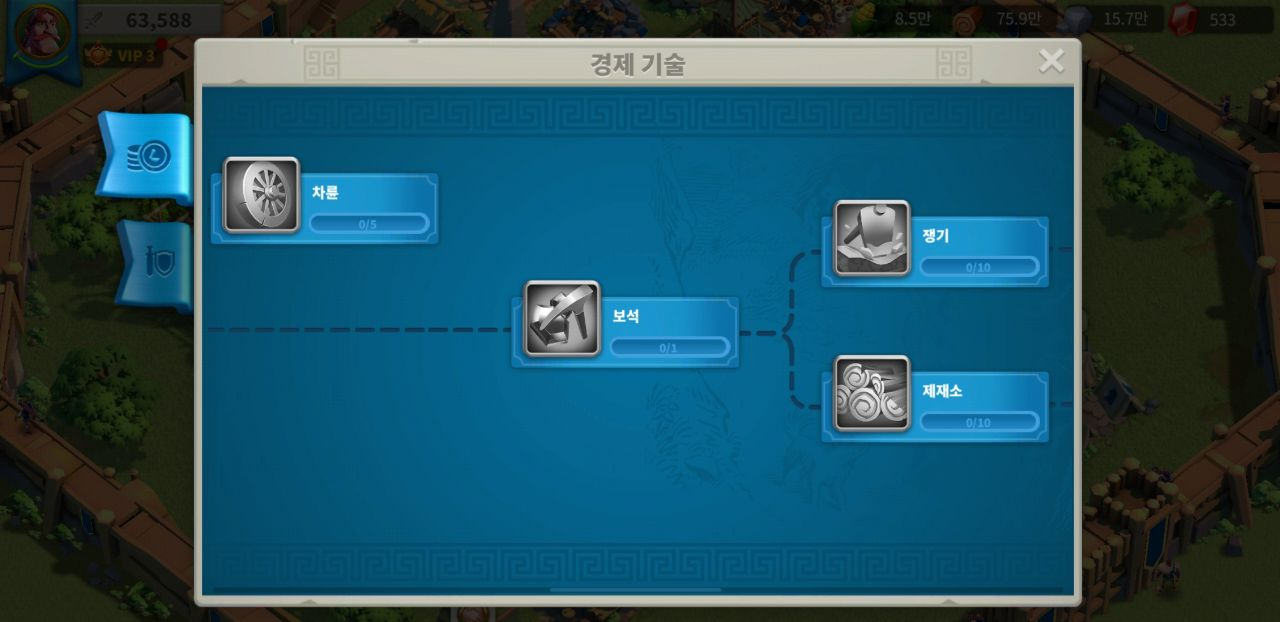 63,588
8.5만
75.9만
15.7만
533
VIP 3
경제 기술
차륜
0/5
쟁기
0/10
보석
0/1
제재소
0/10